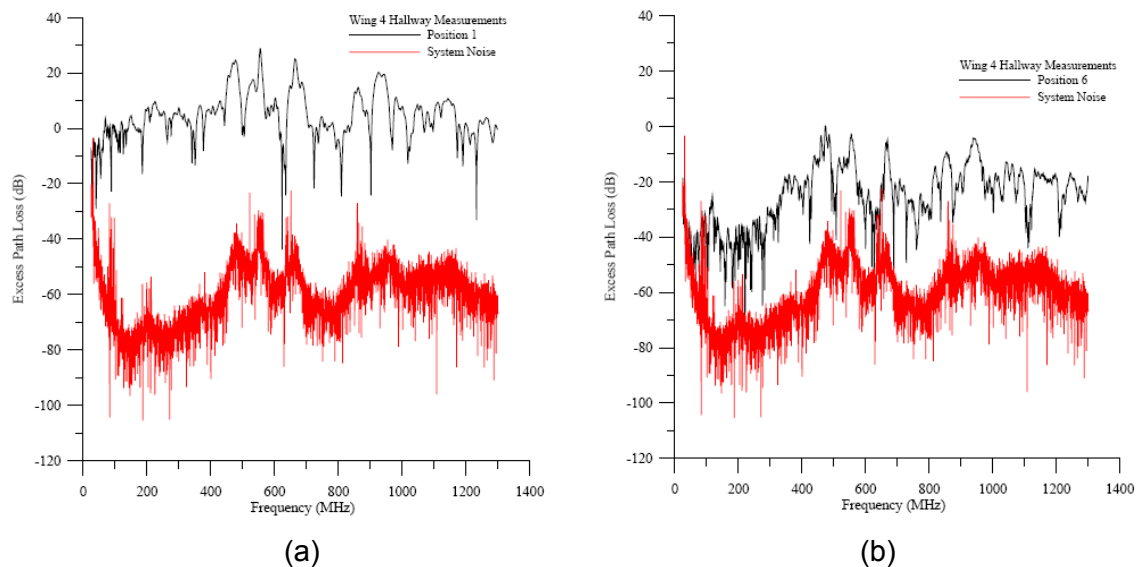 Wing 4 Hallway Measurements
Position 1
System Noise
Excess Path Loss (dB)
40
20
0
-20
-40
-60
-80
-100
-120
0 200 400 600 800 1000 1200 1400
Frequency (MHz)
(a)
Wing 4 Hallway Measurements
Position 6
System Noise
Excess Path Loss (dB)
40
20
0
-20
-40
-60
-80
-100
-120
0 200 400 600 800 1000 1200 1400
Frequency (MHz)
(b)